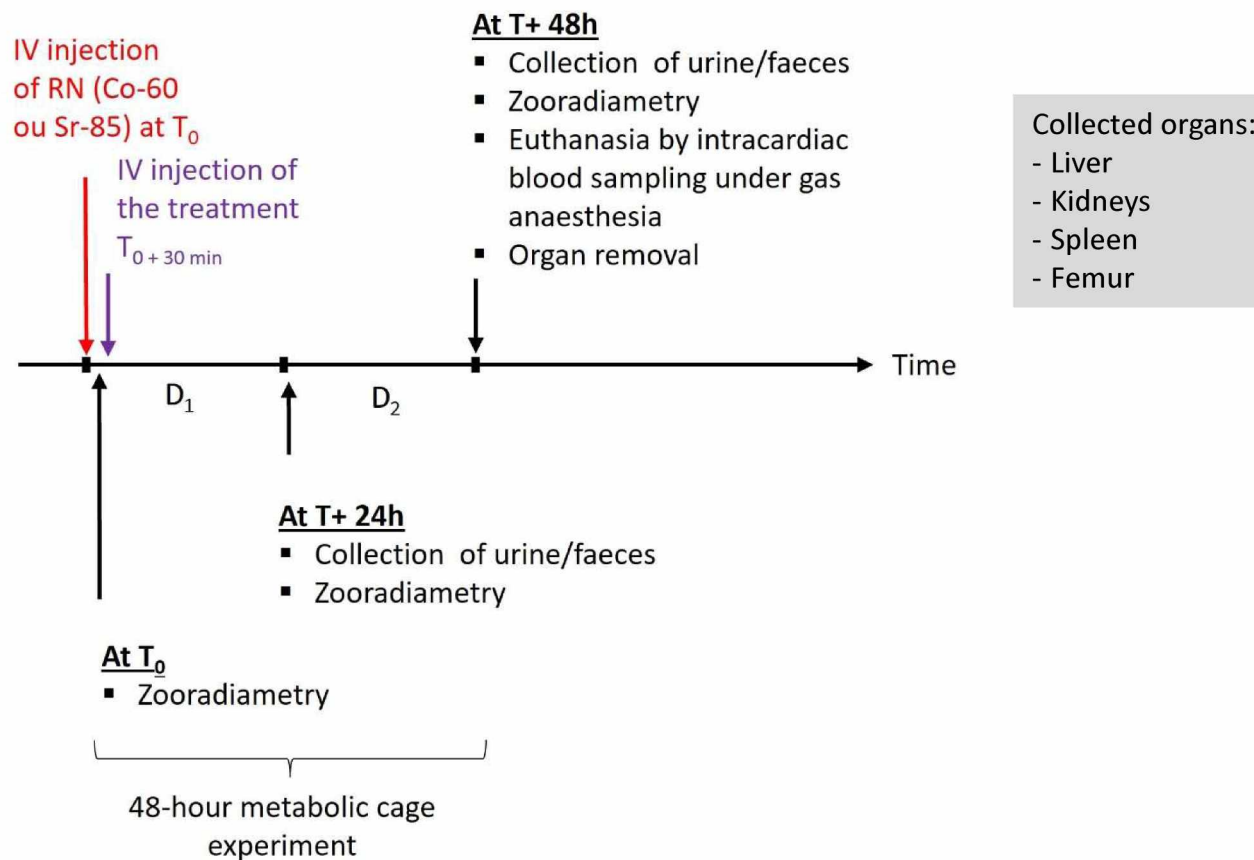 IV injection
of RN (Co-60
ou Sr-85) at T0
IV injection of
the treatment
T0 + 30 min
At T+ 48h
▪ Collection of urine/faeces
▪ Zooradiametry
▪ Euthanasia by intracardiac
blood sampling under gas
anaesthesia
▪ Organ removal
Collected organs:
- Liver
- Kidneys
- Spleen
- Femur
Time
D1
D2
At T+ 24h
▪ Collection of urine/faeces
▪ Zooradiametry
At T0
▪ Zooradiametry
48-hour metabolic cage
experiment